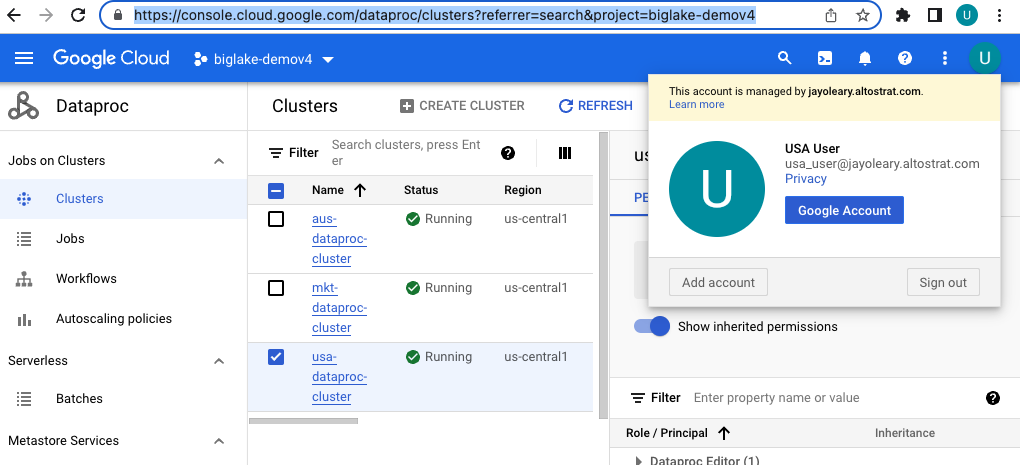 https://console.cloud.google.com/dataproc/clusters?referrer=search&project=biglake-demov4
U
Google Cloud
biglake-demov4
U
Dataproc
Clusters
CREATE CLUSTER
REFRESH
This account is managed by jayoleary.altostrat.com.
Learn more
Jobs on Clusters
Clusters
Jobs
Workflows
Autoscaling policies
Serverless
Batches
Metastore Services
Filter
Search clusters, press Ent
er
Name
Status
Region
aus-
dataproc-
cluster
Running
us-central1
mkt-
dataproc-
cluster
Running
us-central1
usa-
dataproc-
cluster
Running
us-central1
us
PE
U
USA User
usa_user@jayoleary.altostrat.com
Privacy
Google Account
Add account
Sign out
Show inherited permissions
Filter
Enter property name or value
Role / Principal
Inheritance
Dataproc Editor (1)